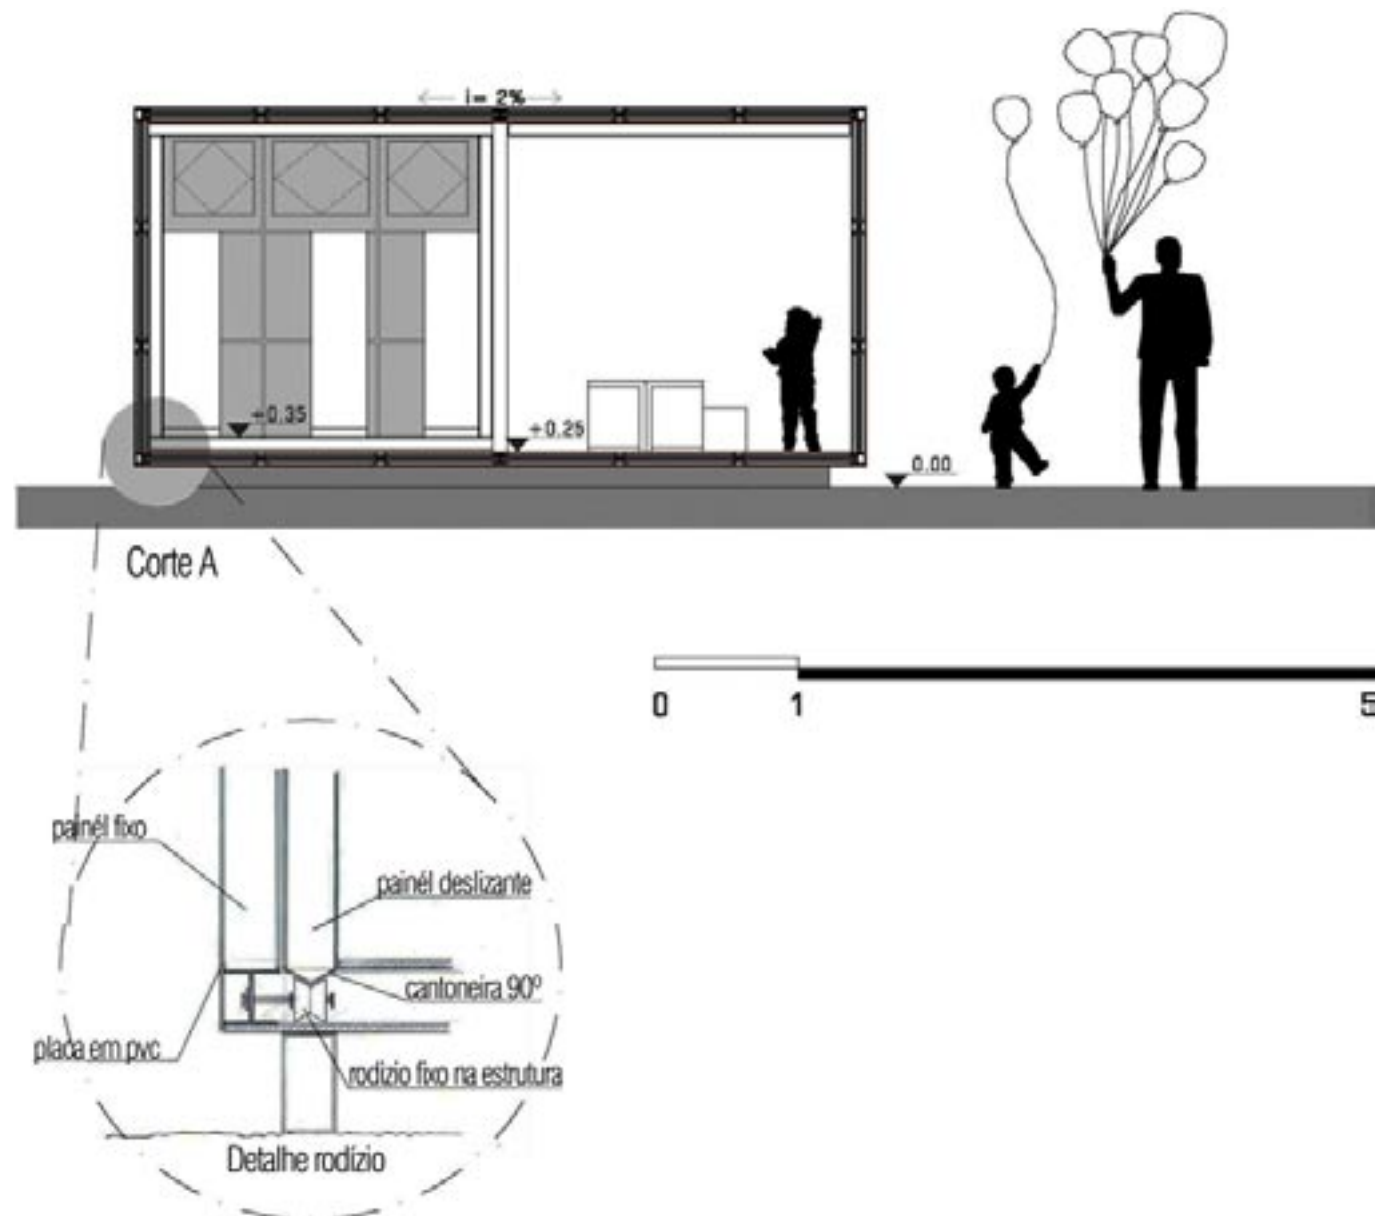 i= 2%
+0.35
+0.25
0.00
Corte A
0 1 5
painél fixo
painél deslizante
cantoneira 90º
placa em pvc
rodízio fixo na estrutura
Detalhe rodízio